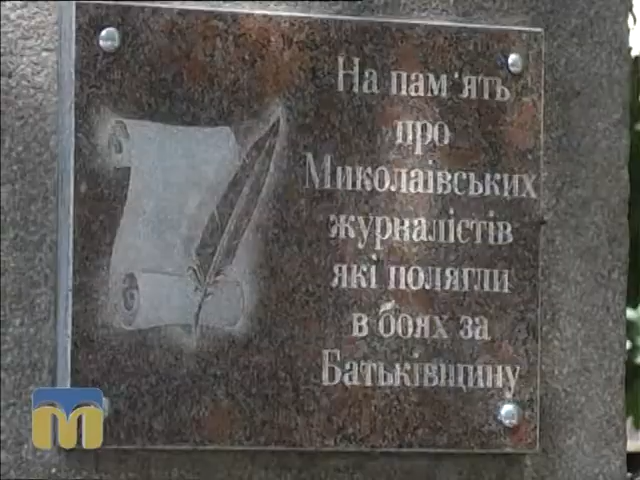 На пам'ять
про
Миколаївських
журналістів
які полягли
в боях за
Батьківщину
м